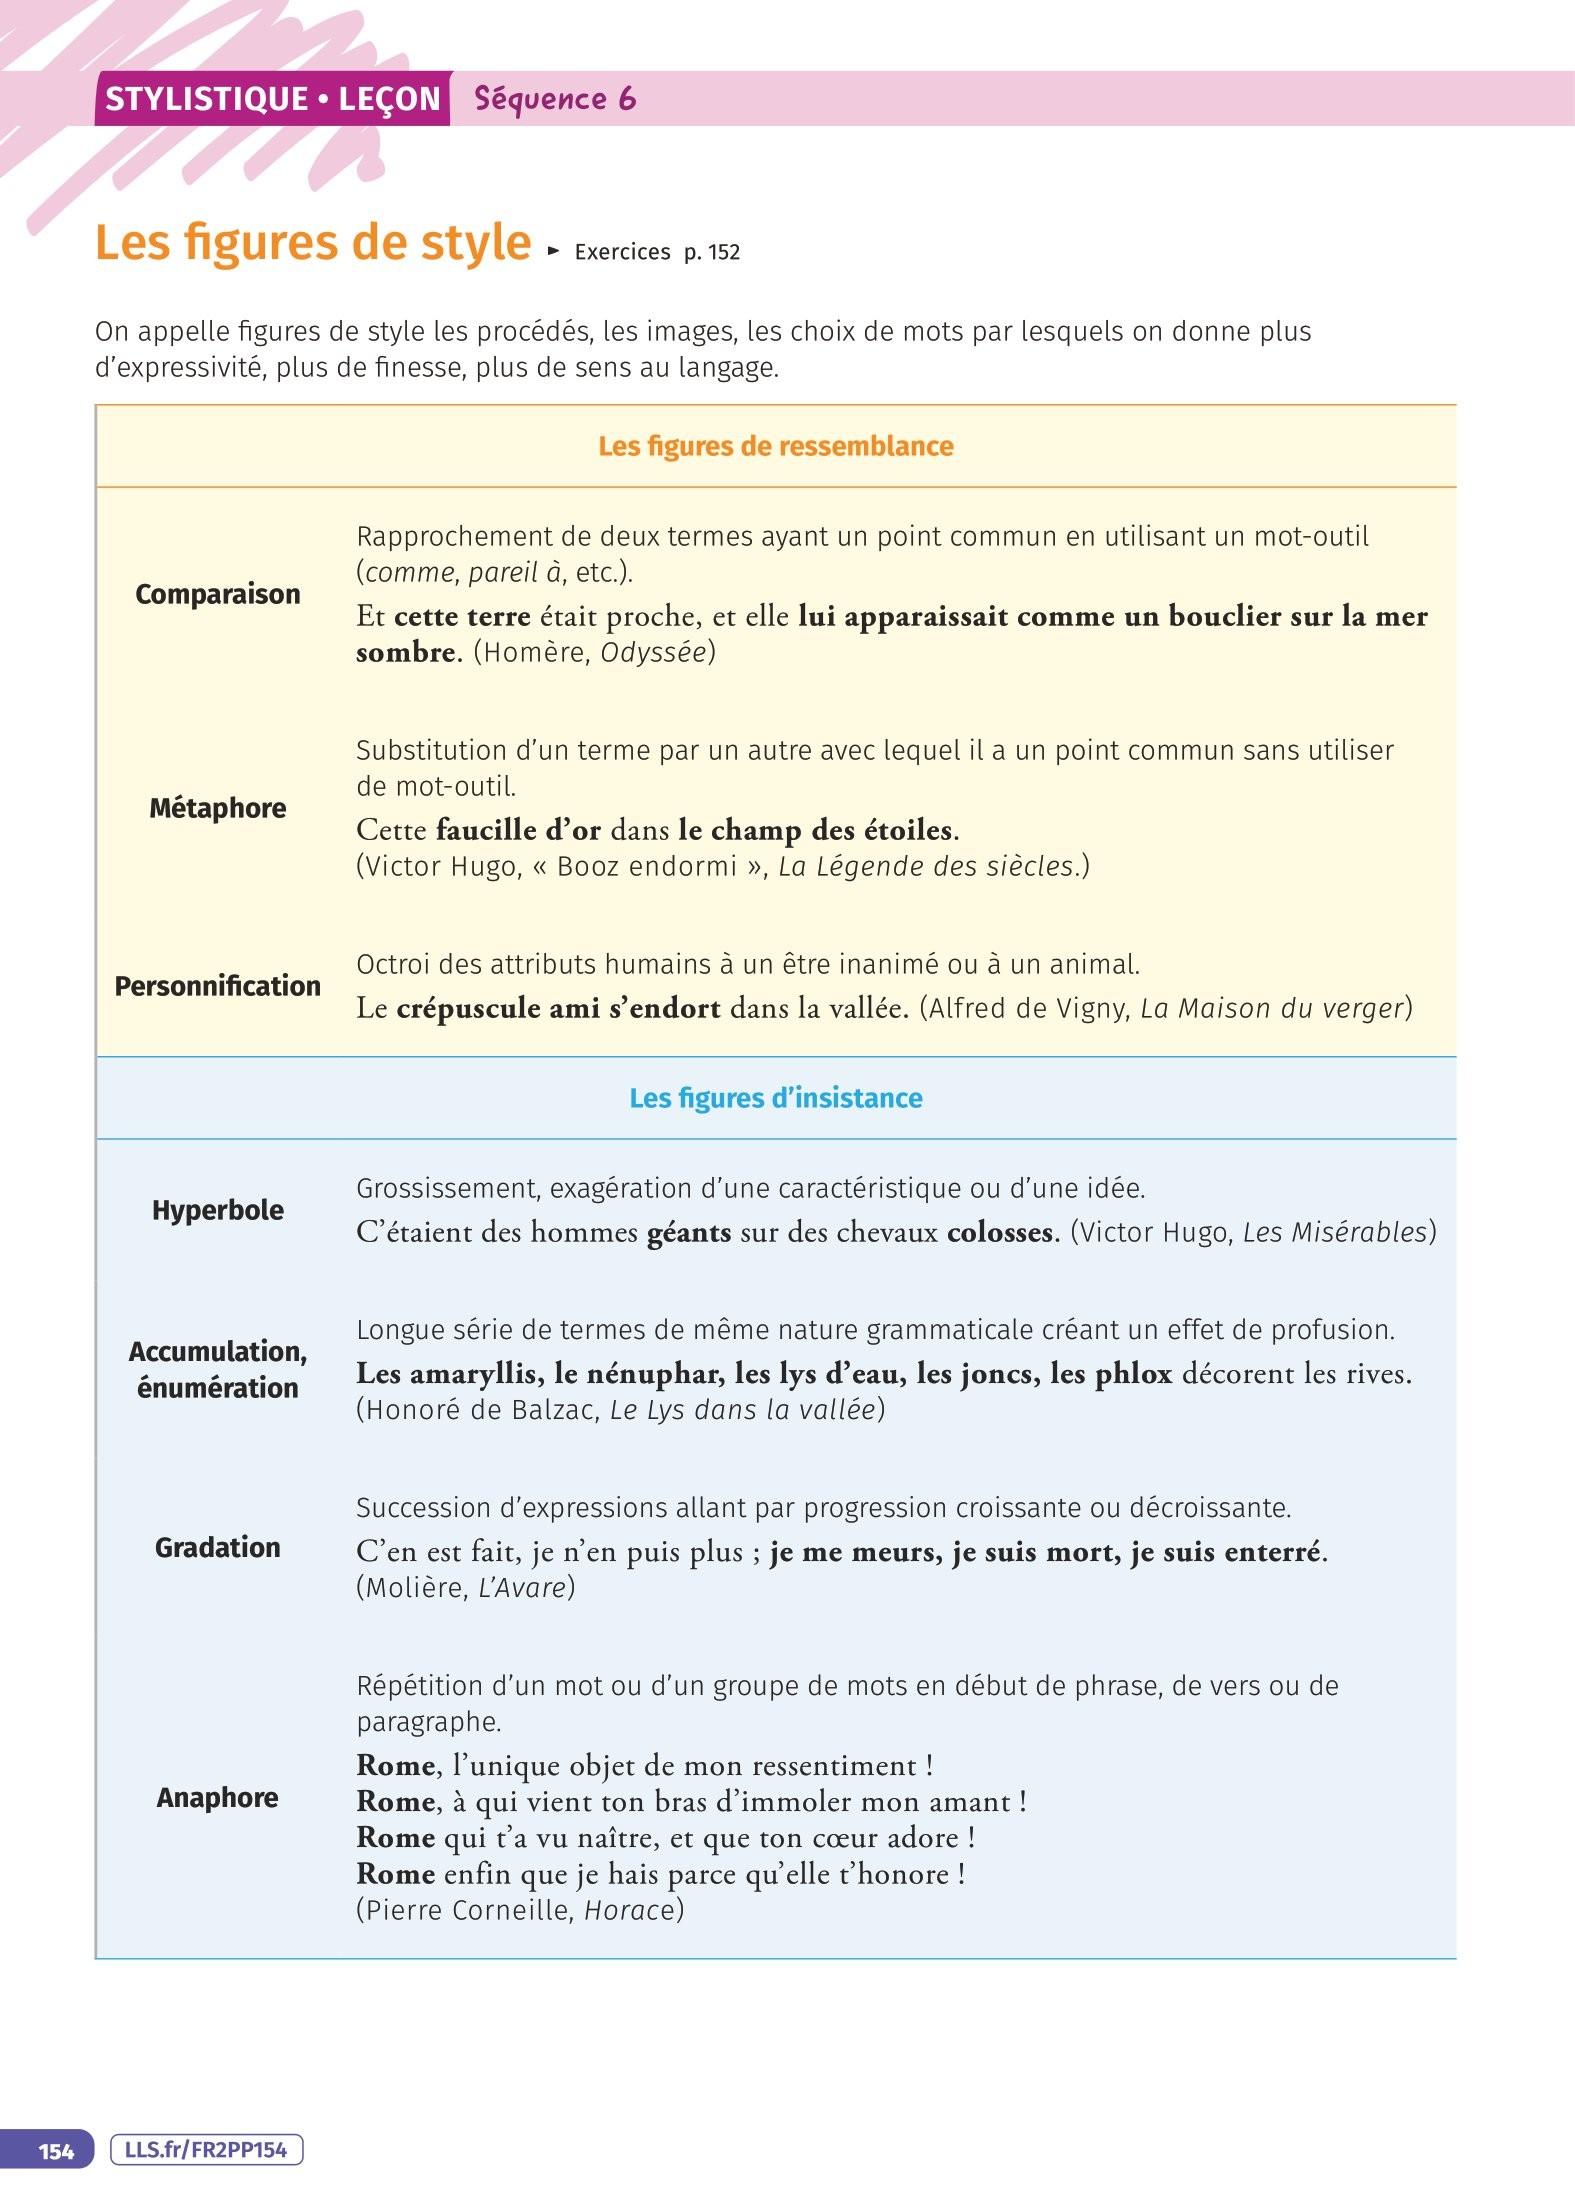 STYLISTIQUE • LEÇON Séquence 6
Les figures de style ► Exercices p. 152
On appelle figures de style les procédés, les images, les choix de mots par lesquels on donne plus
d’expressivité, plus de finesse, plus de sens au langage.
Les figures de ressemblance
Comparaison
Rapprochement de deux termes ayant un point commun en utilisant un mot-outil
(comme, pareil à, etc.).
Et cette terre était proche, et elle lui apparaissait comme un bouclier sur la mer
sombre. (Homère, Odyssée)
Métaphore
Substitution d’un terme par un autre avec lequel il a un point commun sans utiliser
de mot-outil.
Cette faucille d’or dans le champ des étoiles.
(Victor Hugo, « Booz endormi », La Légende des siècles.)
Personnification
Octroi des attributs humains à un être inanimé ou à un animal.
Le crépuscule ami s’endort dans la vallée. (Alfred de Vigny, La Maison du verger)
Les figures d’insistance
Hyperbole
Grossissement, exagération d’une caractéristique ou d’une idée.
C’étaient des hommes géants sur des chevaux colosses. (Victor Hugo, Les Misérables)
Accumulation,
énumération
Longue série de termes de même nature grammaticale créant un effet de profusion.
Les amaryllis, le nénuphar, les lys d’eau, les joncs, les phlox décorent les rives.
(Honoré de Balzac, Le Lys dans la vallée)
Gradation
Succession d’expressions allant par progression croissante ou décroissante.
C’en est fait, je n’en puis plus ; je me meurs, je suis mort, je suis enterré.
(Molière, L’Avare)
Anaphore
Répétition d’un mot ou d’un groupe de mots en début de phrase, de vers ou de
paragraphe.
Rome, l’unique objet de mon ressentiment !
Rome, à qui vient ton bras d’immoler mon amant !
Rome qui t’a vu naître, et que ton cœur adore !
Rome enfin que je hais parce qu’elle t’honore !
(Pierre Corneille, Horace)
154 LLS.fr/FR2PP154